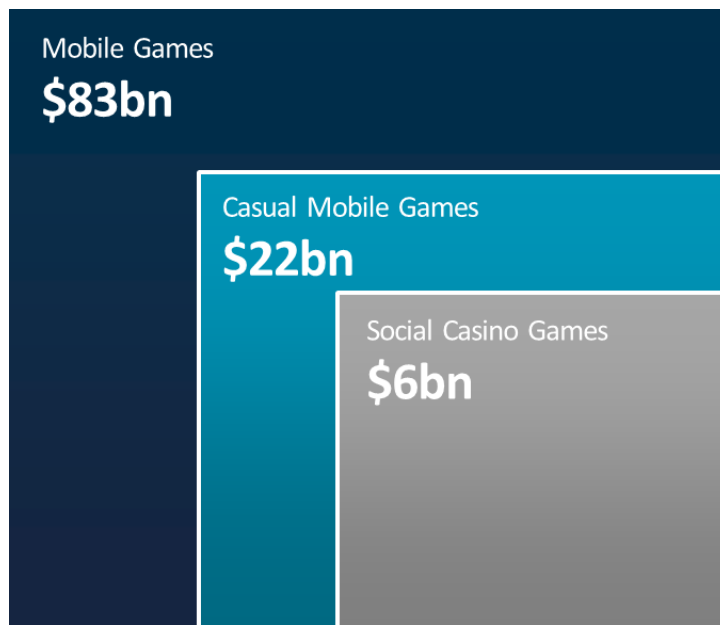 Mobile Games
$83bn
Casual Mobile Games
$22bn
Social Casino Games
$6bn